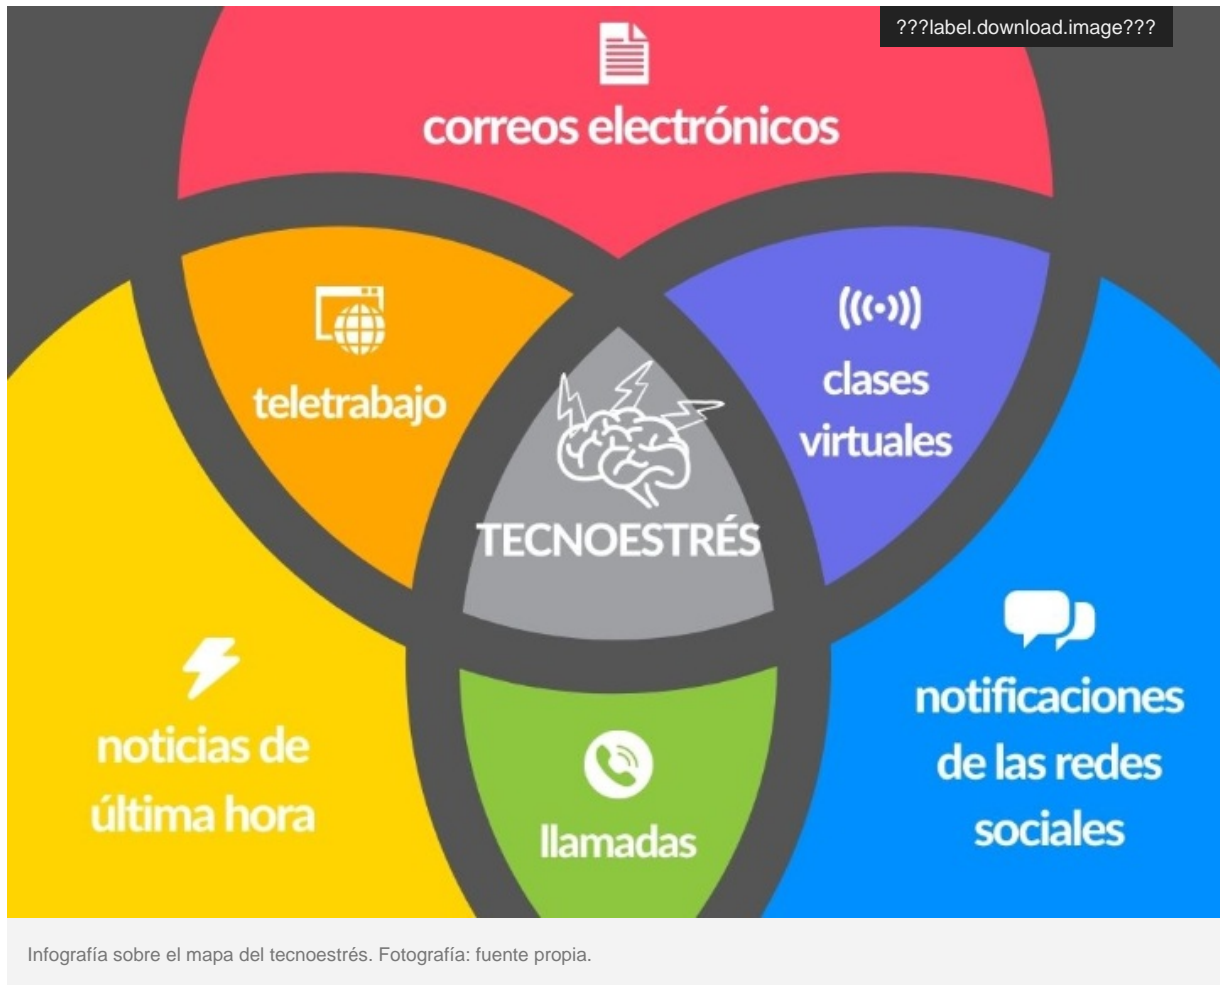 ???label.download.image???
correos electrónicos
teletrabajo
clases
virtuales
TECNOESTRÉS
noticias de
última hora
llamadas
notificaciones
de las redes
sociales
Infografía sobre el mapa del tecnoestrés. Fotografía: fuente propia.